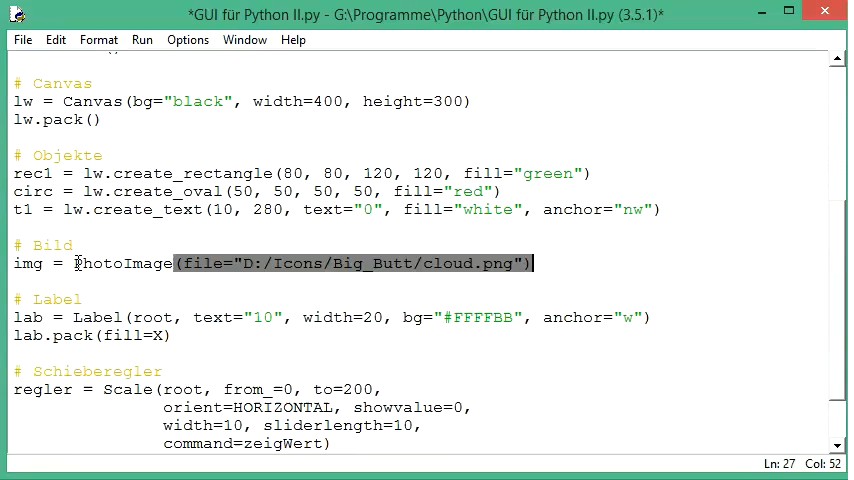 *GUI für Python II.py - G:\Programme\Python\GUI für Python II.py (3.5.1)*
File Edit Format Run Options Window Help
# Canvas
lw = Canvas(bg="black", width=400, height=300)
lw.pack()
# Objekte
rec1 = lw.create_rectangle(80, 80, 120, 120, fill="green")
circ = lw.create_oval(50, 50, 50, 50, fill="red")
t1 = lw.create_text(10, 280, text="0", fill="white", anchor="nw")
# Bild
img = PhotoImage(file="D:/Icons/Big_Butt/cloud.png")
# Label
lab = Label(root, text="10", width=20, bg="#FFFFBB", anchor="w")
lab.pack(fill=X)
# Schieberegler
regler = Scale(root, from_=0, to=200,
orient=HORIZONTAL, showvalue=0,
width=10, sliderlength=10,
command=zeigWert)
Ln: 27 Col: 52